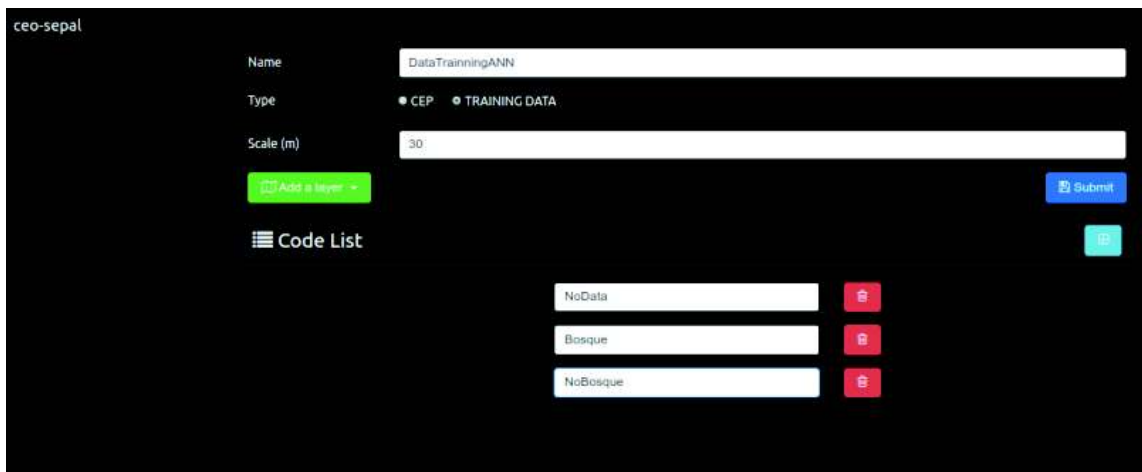 ceo-sepal
Name DataTrainningANN
Type CEP TRAINING DATA
Scale (m) 30
Add a layer Submit
Code List
NoData
Bosque
NoBosque